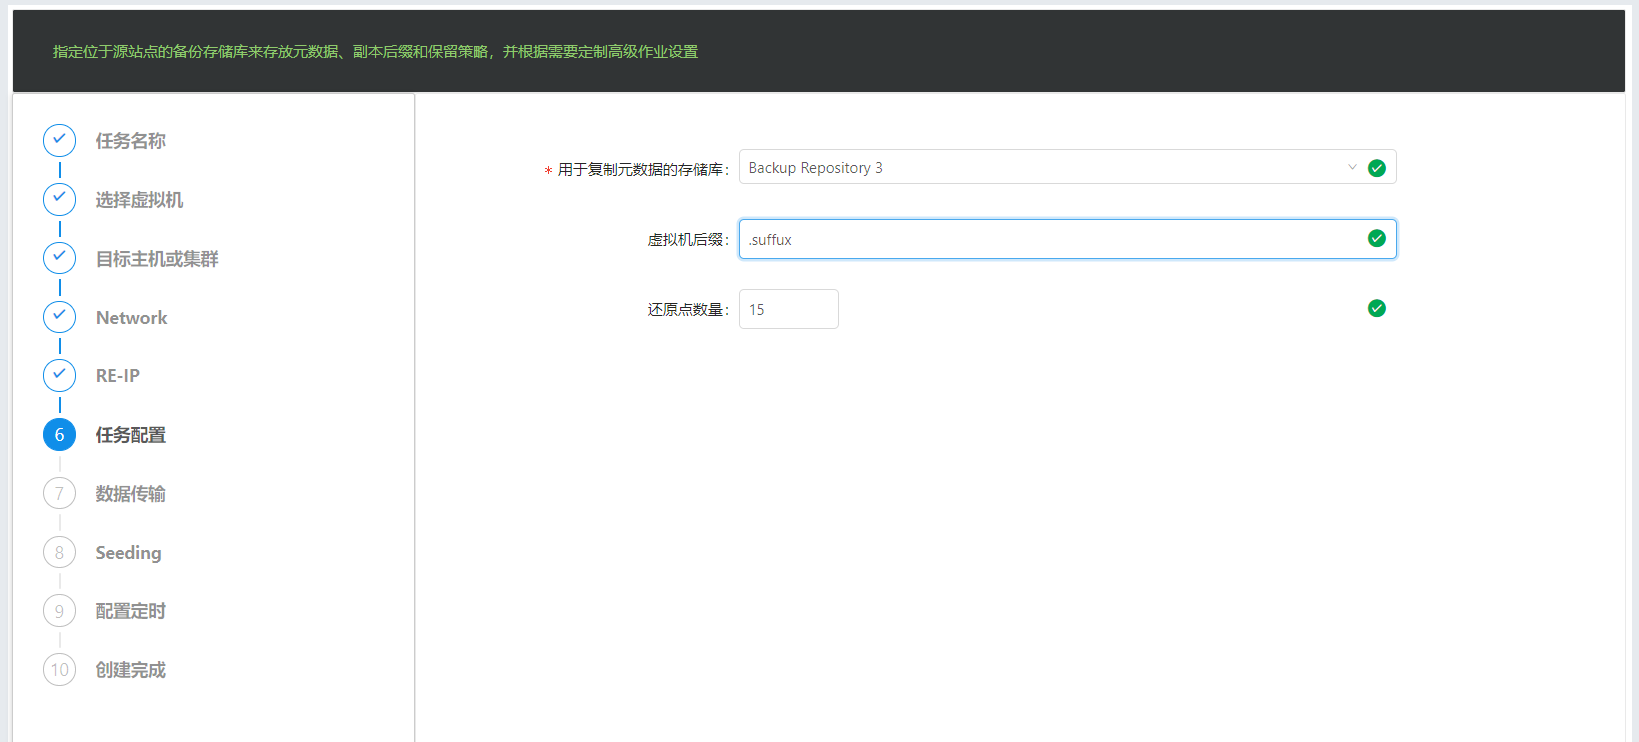 指定位于源站点的备份存储库来存放元数据、副本后缀和保留策略，并根据需要定制高级作业设置
任务名称
选择虚拟机
目标主机或集群
Network
RE-IP
6 任务配置
7 数据传输
8 Seeding
9 配置定时
10 创建完成
* 用于复制元数据的存储库： Backup Repository 3
虚拟机后缀： .suffux
还原点数量： 15